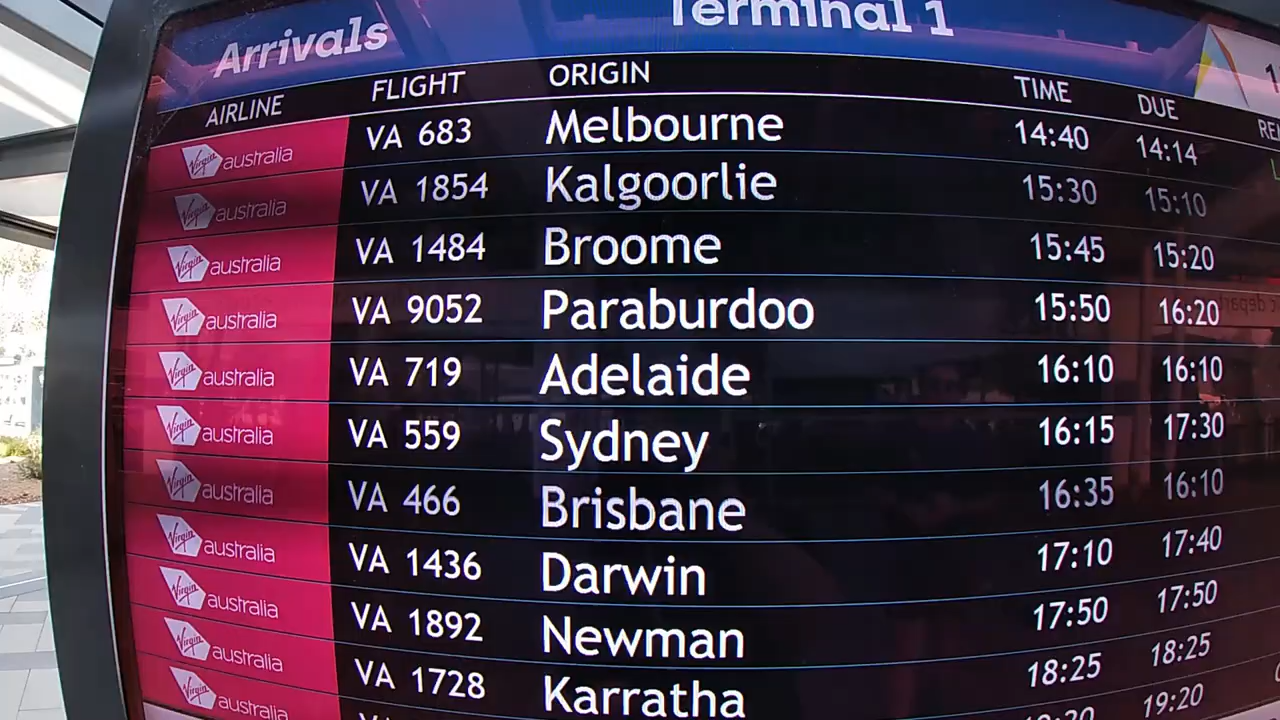 Arrivals Terminal 1
AIRLINE FLIGHT ORIGIN TIME DUE
Virgin australia VA 683 Melbourne 14:40 14:14
Virgin australia VA 1854 Kalgoorlie 15:30 15:10
Virgin australia VA 1484 Broome 15:45 15:20
Virgin australia VA 9052 Paraburdoo 15:50 16:20
Virgin australia VA 719 Adelaide 16:10 16:10
Virgin australia VA 559 Sydney 16:15 17:30
Virgin australia VA 466 Brisbane 16:35 16:10
Virgin australia VA 1436 Darwin 17:10 17:40
Virgin australia VA 1892 Newman 17:50 17:50
Virgin australia VA 1728 Karratha 18:25 18:25
Virgin australia 19:20